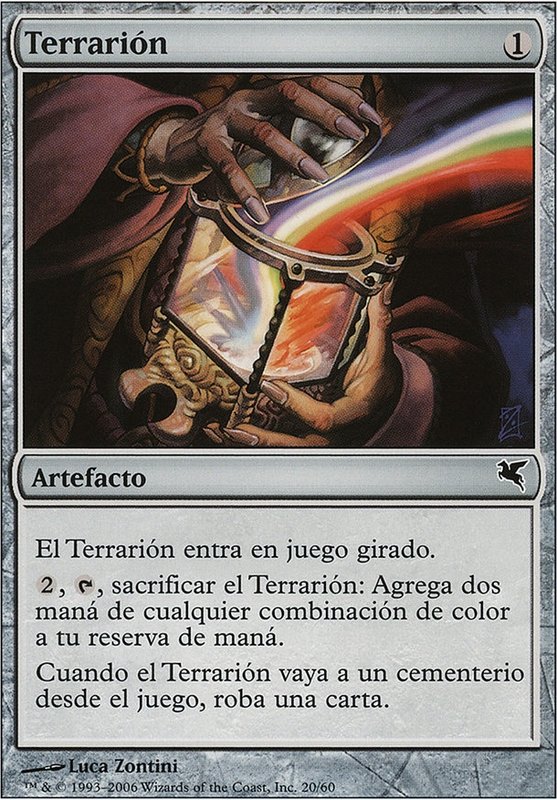 Terrarión
1
Artefacto
El Terrarión entra en juego girado.
2, , sacrificar el Terrarión: Agrega dos
maná de cualquier combinación de color
a tu reserva de maná.
Cuando el Terrarión vaya a un cementerio
desde el juego, roba una carta.
Luca Zontini
™ & © 1993–2006 Wizards of the Coast, Inc. 20/60